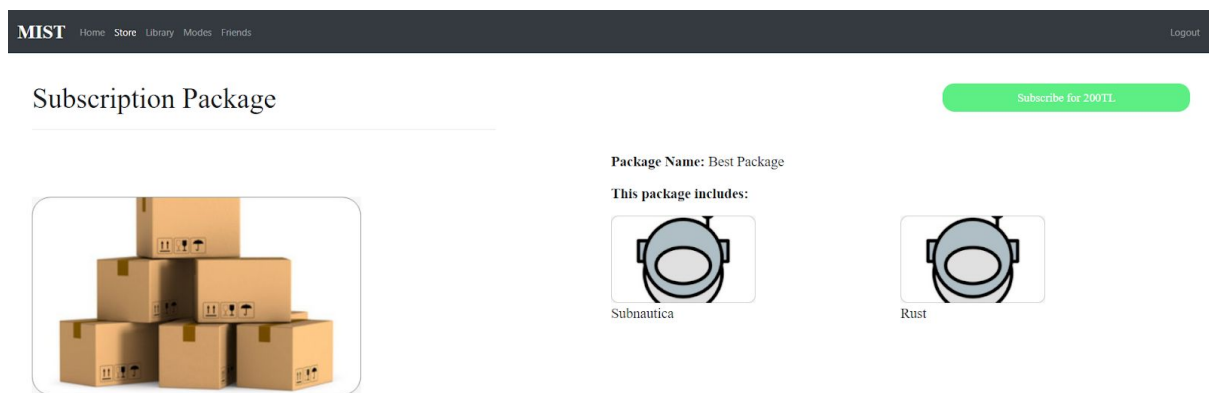 MIST Home Store Library Modes Friends Logout
Subscription Package
Subscribe for 200TL
Package Name: Best Package
This package includes:
Subnautica
Rust